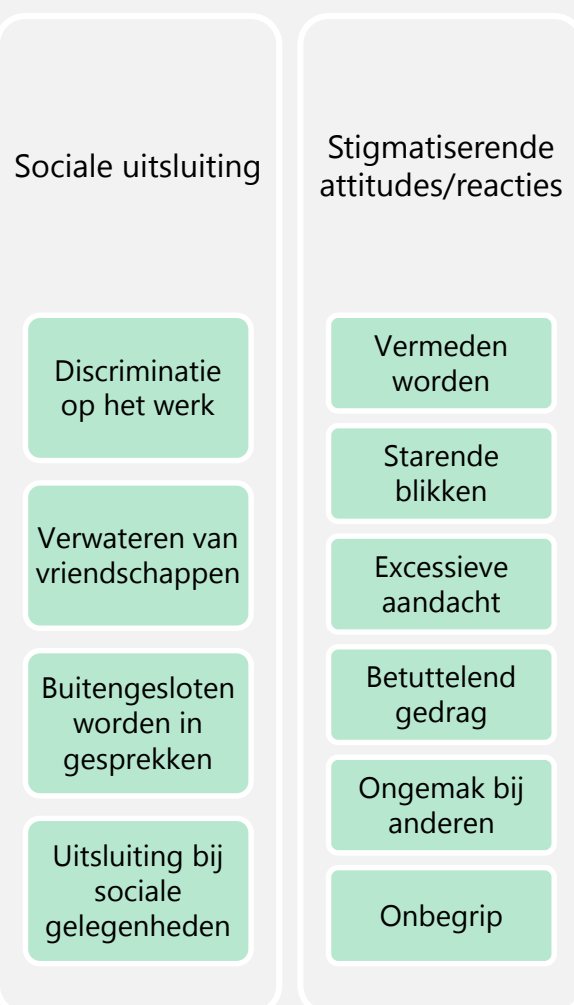 Sociale uitsluiting
Discriminatie
op het werk
Verwateren van
vriendschappen
Buitengesloten
worden in
gesprekken
Uitsluiting bij
sociale
gelegenheden
Stigmatiserende
attitudes/reacties
Vermeden
worden
Starende
blikken
Excessieve
aandacht
Betuttelend
gedrag
Ongemak bij
anderen
Onbegrip